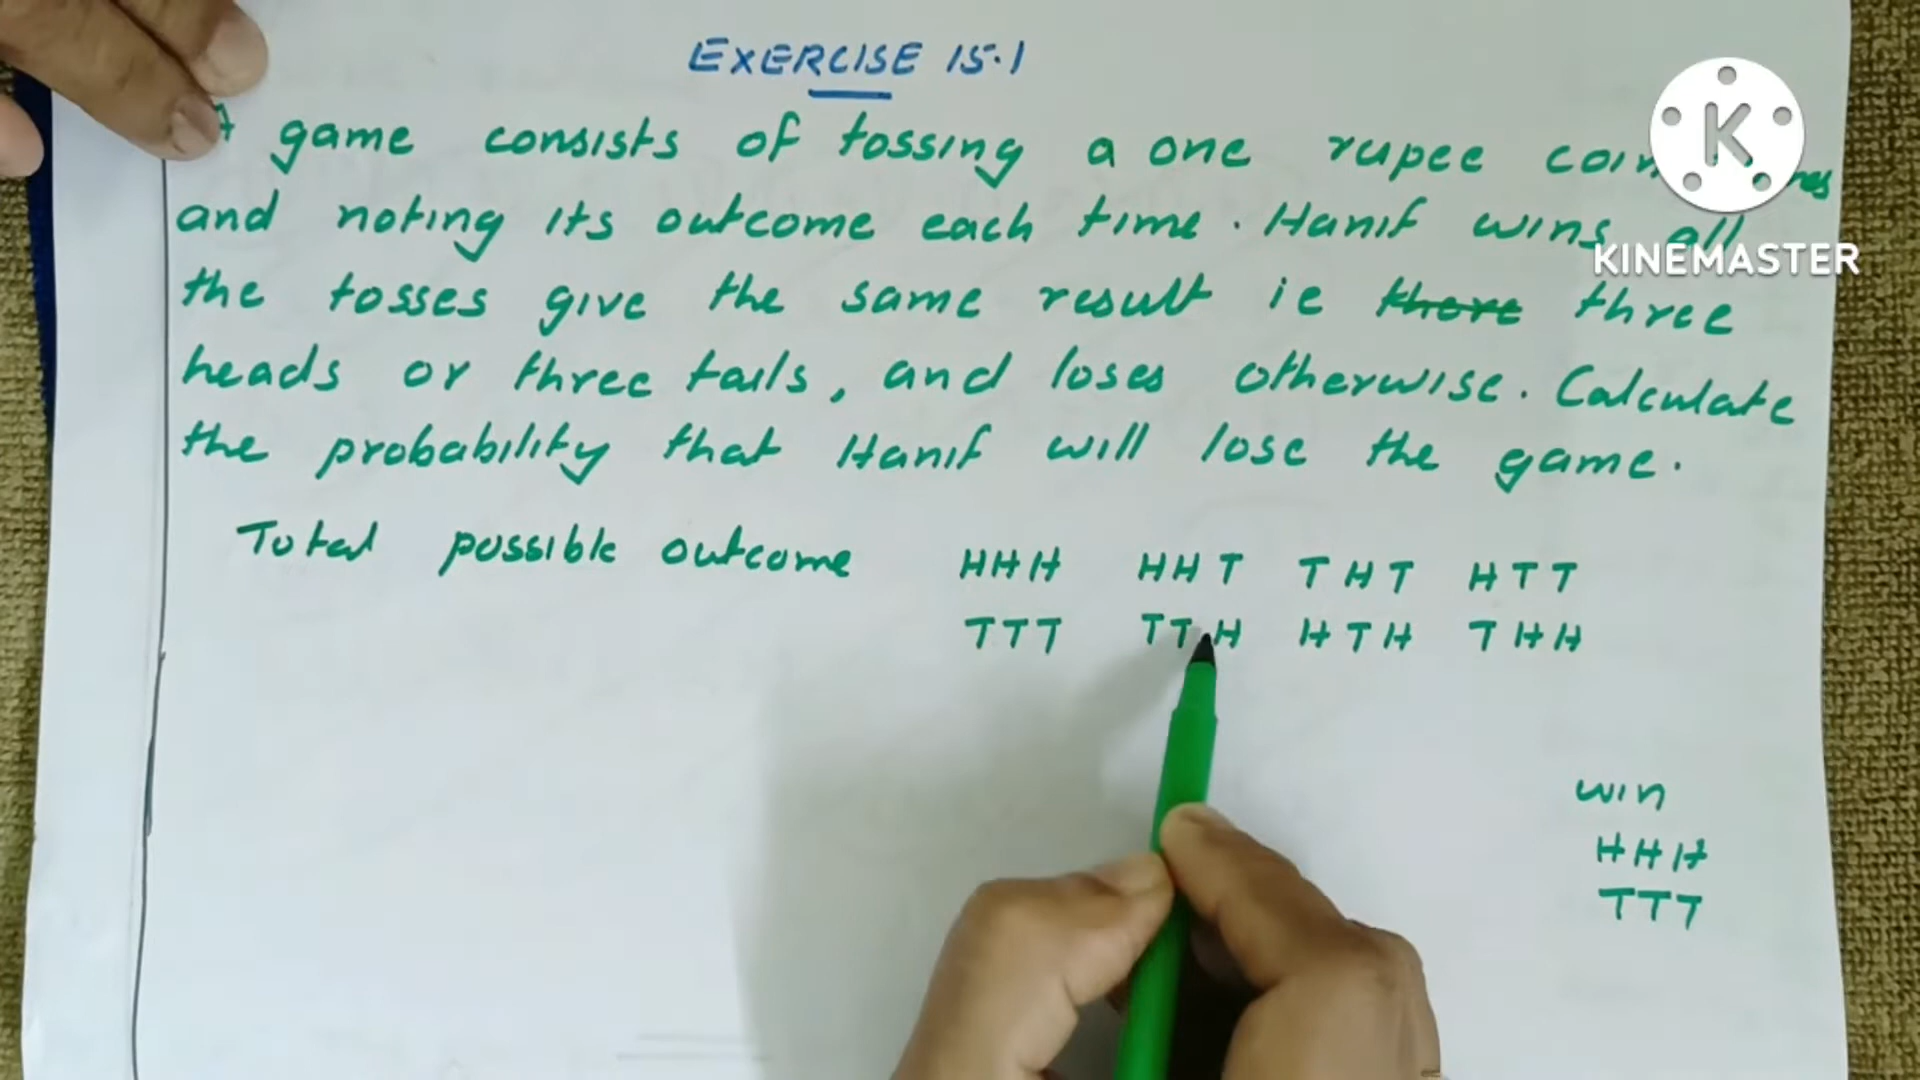 EXERCISE 15.1
A game consists of tossing a one rupee coin
and noting its outcome each time. Hanif wins all
the tosses give the same result ie there three
heads or three tails, and loses otherwise. Calculate
the probability that Hanif will lose the game.
Total possible outcome HHH HHT THT HTT
TTT TTH HTH THH
win
HHH
TTT
K
KINEMASTER